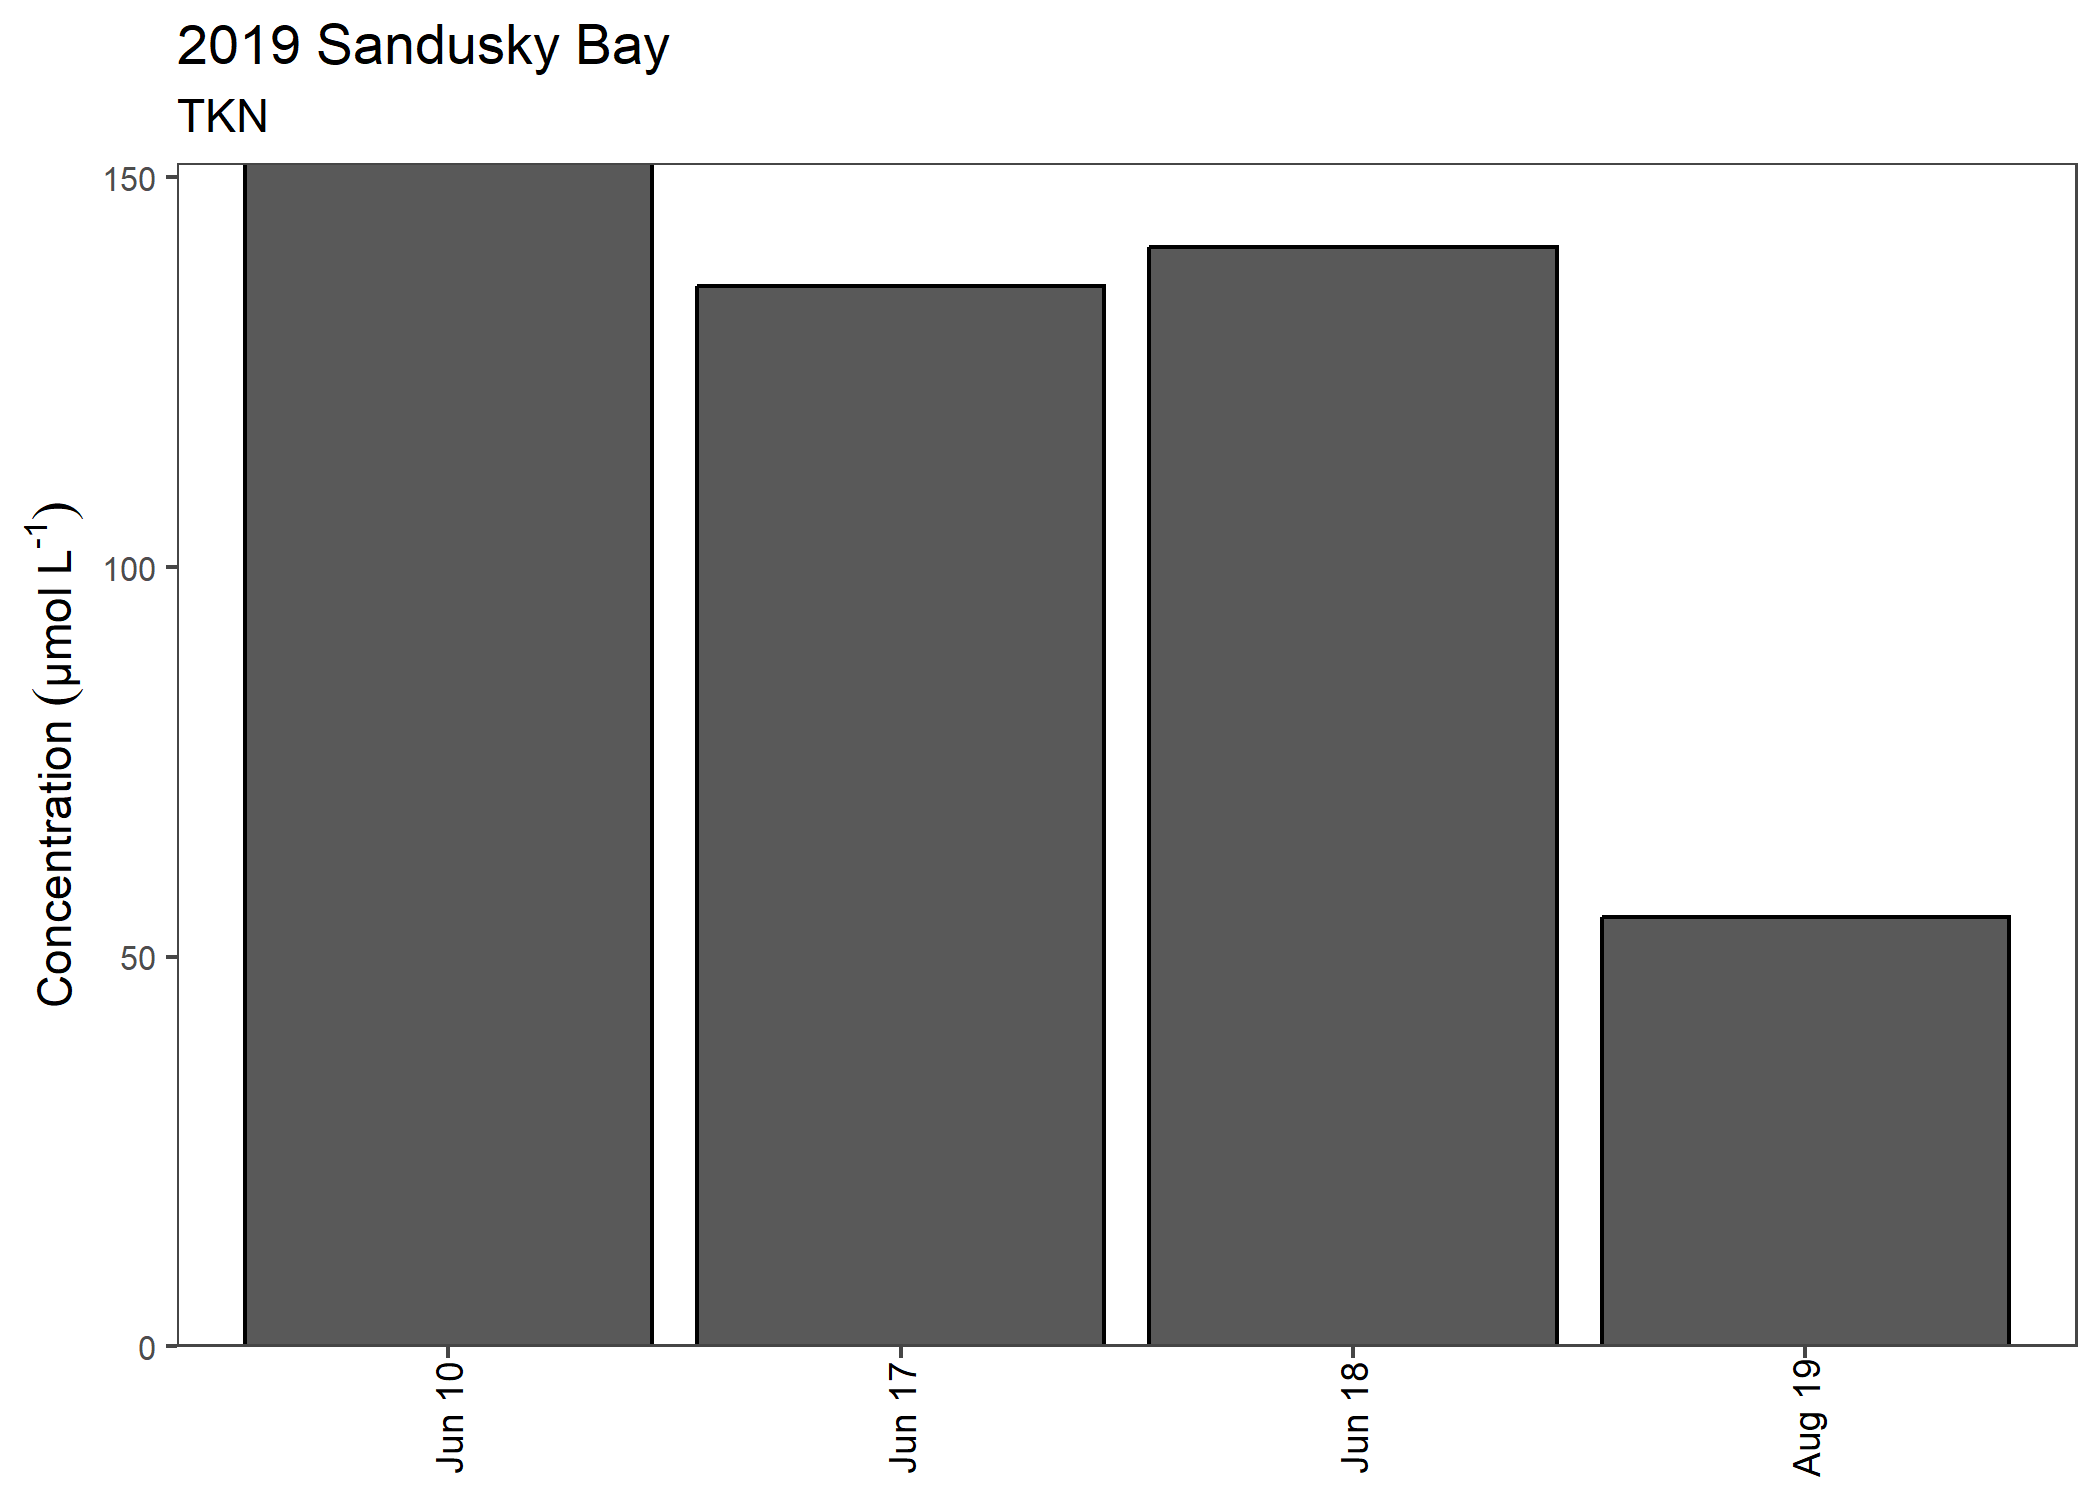 2019 Sandusky Bay
TKN
Concentration (µmol L⁻¹)
150
100
50
0
Jun 10
Jun 17
Jun 18
Aug 19